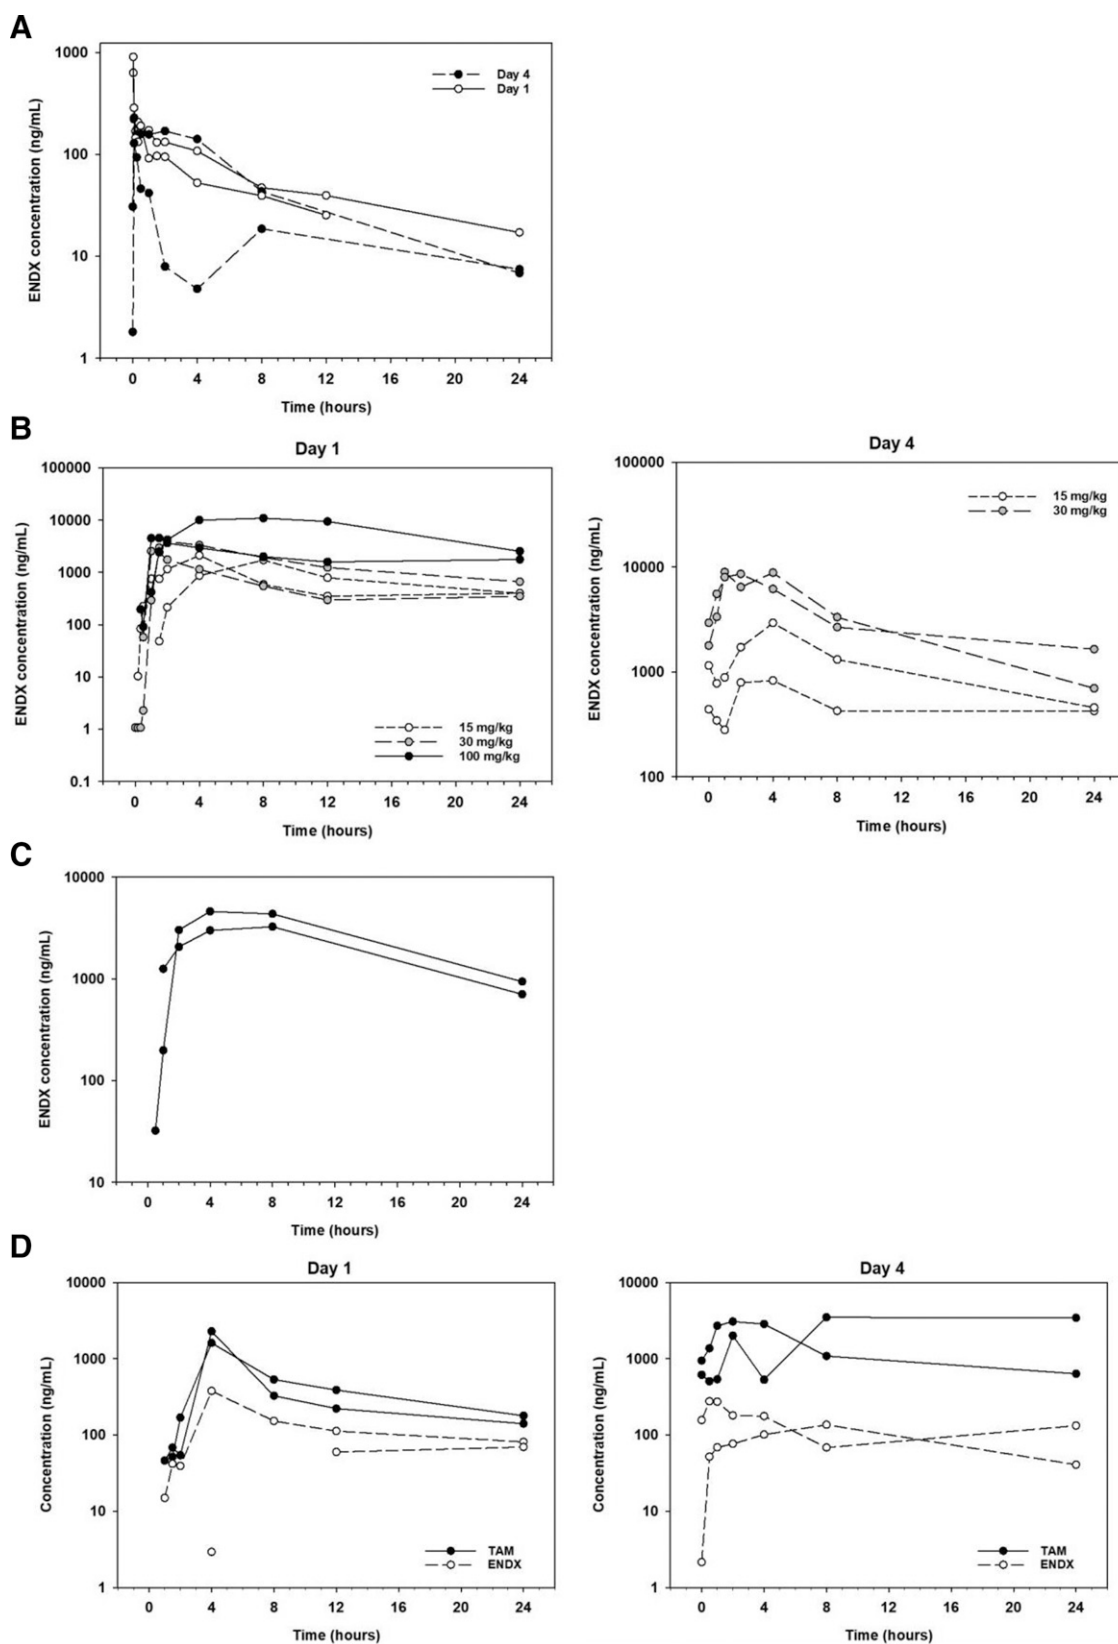 A
1000
100
10
1
ENDX concentration (ng/mL)
Day 4
Day 1
0 4 8 12 16 20 24
Time (hours)
B
Day 1
100000
10000
1000
100
10
1
0.1
ENDX concentration (ng/mL)
15 mg/kg
30 mg/kg
100 mg/kg
0 4 8 12 16 20 24
Time (hours)
Day 4
100000
10000
1000
100
ENDX concentration (ng/mL)
15 mg/kg
30 mg/kg
0 4 8 12 16 20 24
Time (hours)
C
10000
1000
100
10
ENDX concentration (ng/mL)
0 4 8 12 16 20 24
Time (hours)
D
Day 1
10000
1000
100
10
1
Concentration (ng/mL)
TAM
ENDX
0 4 8 12 16 20 24
Time (hours)
Day 4
10000
1000
100
10
1
Concentration (ng/mL)
TAM
ENDX
0 4 8 12 16 20 24
Time (hours)